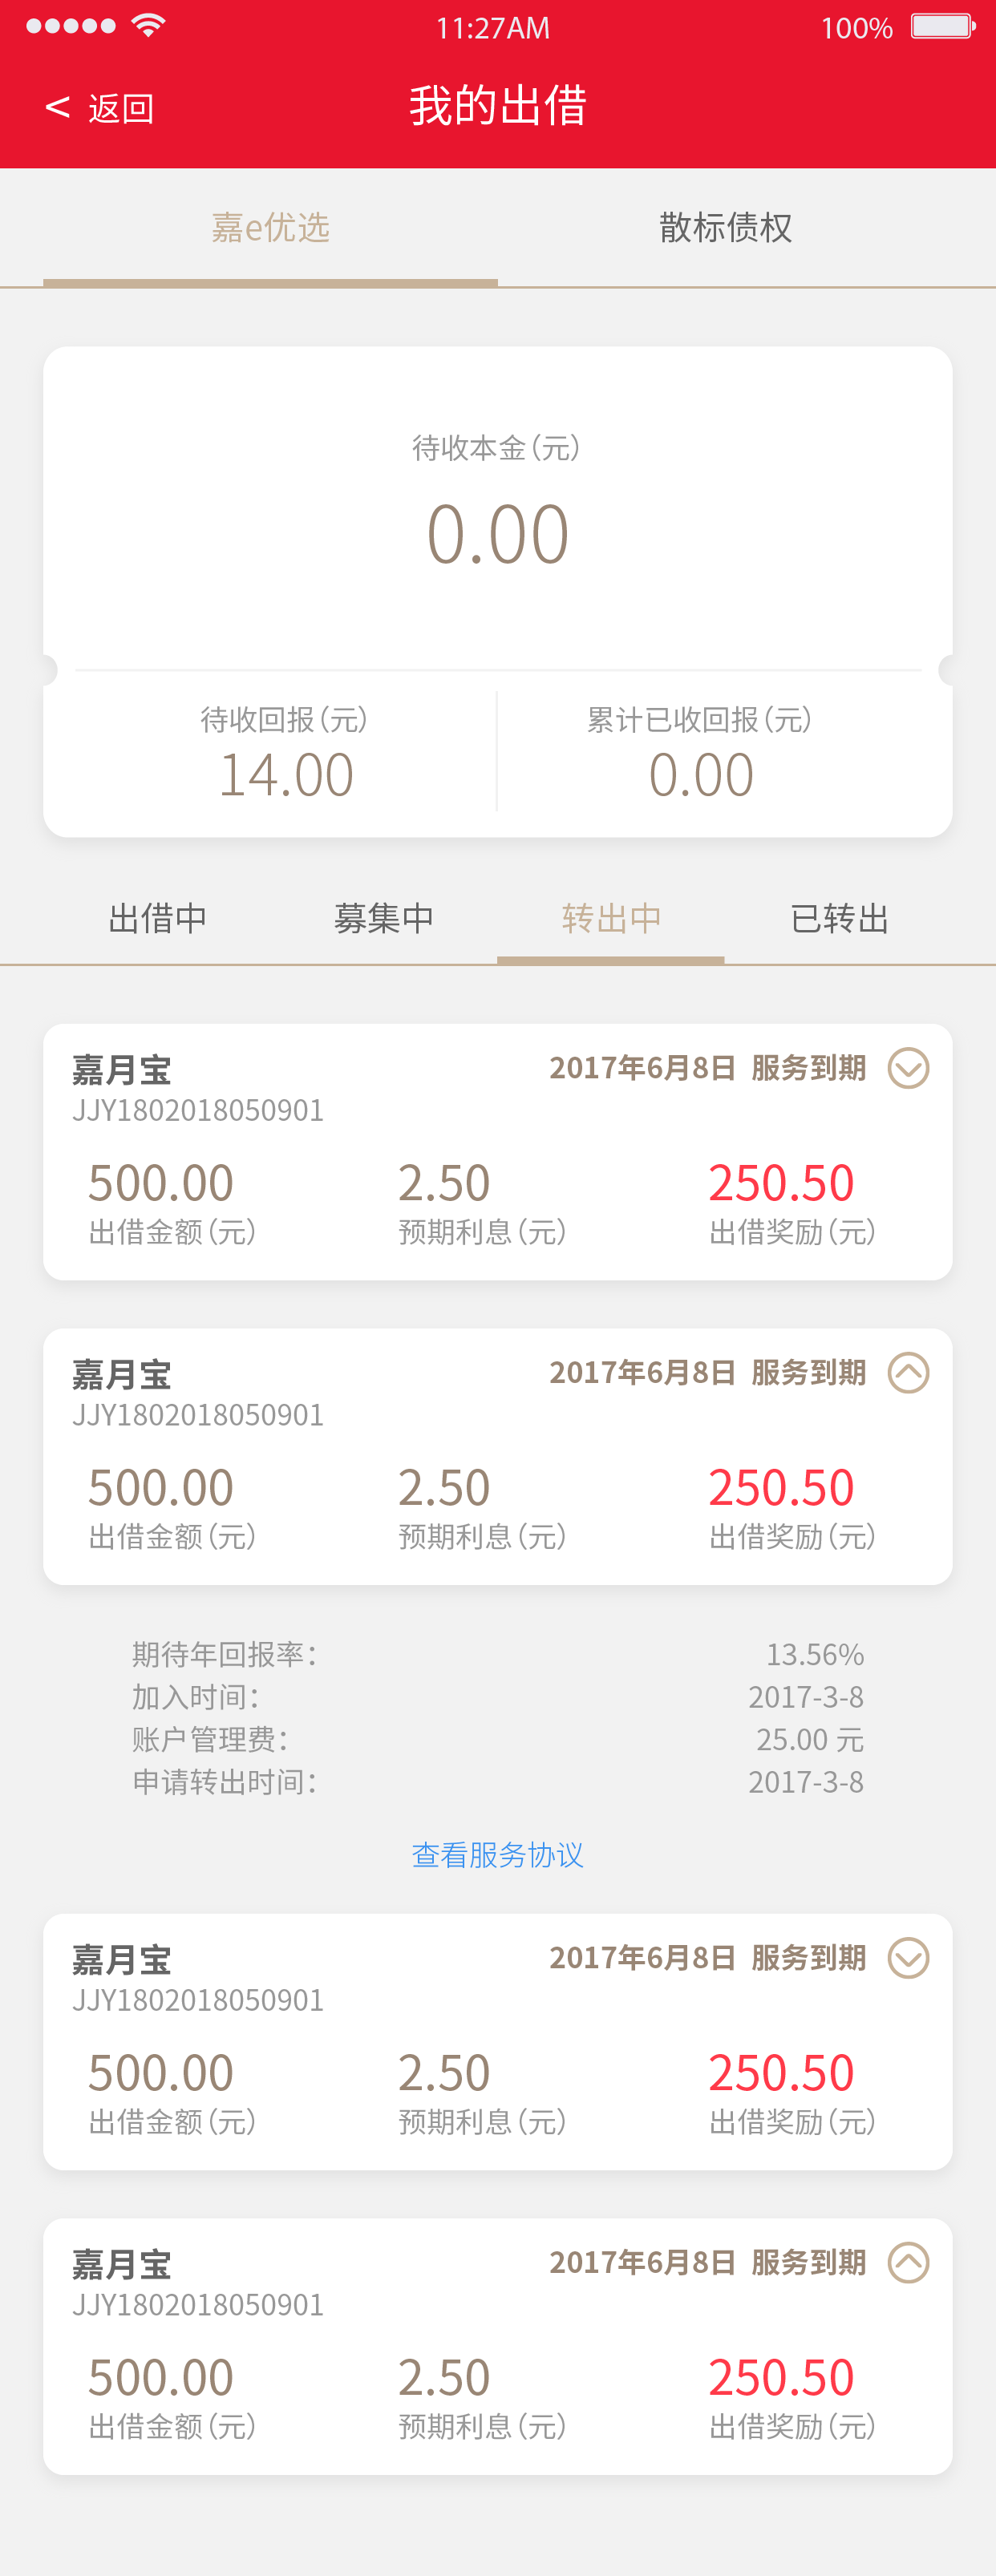 11:27AM 100%
< 返回 我的出借
嘉e优选 散标债权
待收本金(元)
0.00
待收回报(元) 累计已收回报(元)
14.00 0.00
出借中 募集中 转出中 已转出
嘉月宝 2017年6月8日 服务到期
JJY1802018050901
500.00 2.50 250.50
出借金额(元) 预期利息(元) 出借奖励(元)
嘉月宝 2017年6月8日 服务到期
JJY1802018050901
500.00 2.50 250.50
出借金额(元) 预期利息(元) 出借奖励(元)
期待年回报率: 13.56%
加入时间: 2017-3-8
账户管理费: 25.00 元
申请转出时间: 2017-3-8
查看服务协议
嘉月宝 2017年6月8日 服务到期
JJY1802018050901
500.00 2.50 250.50
出借金额(元) 预期利息(元) 出借奖励(元)
嘉月宝 2017年6月8日 服务到期
JJY1802018050901
500.00 2.50 250.50
出借金额(元) 预期利息(元) 出借奖励(元)